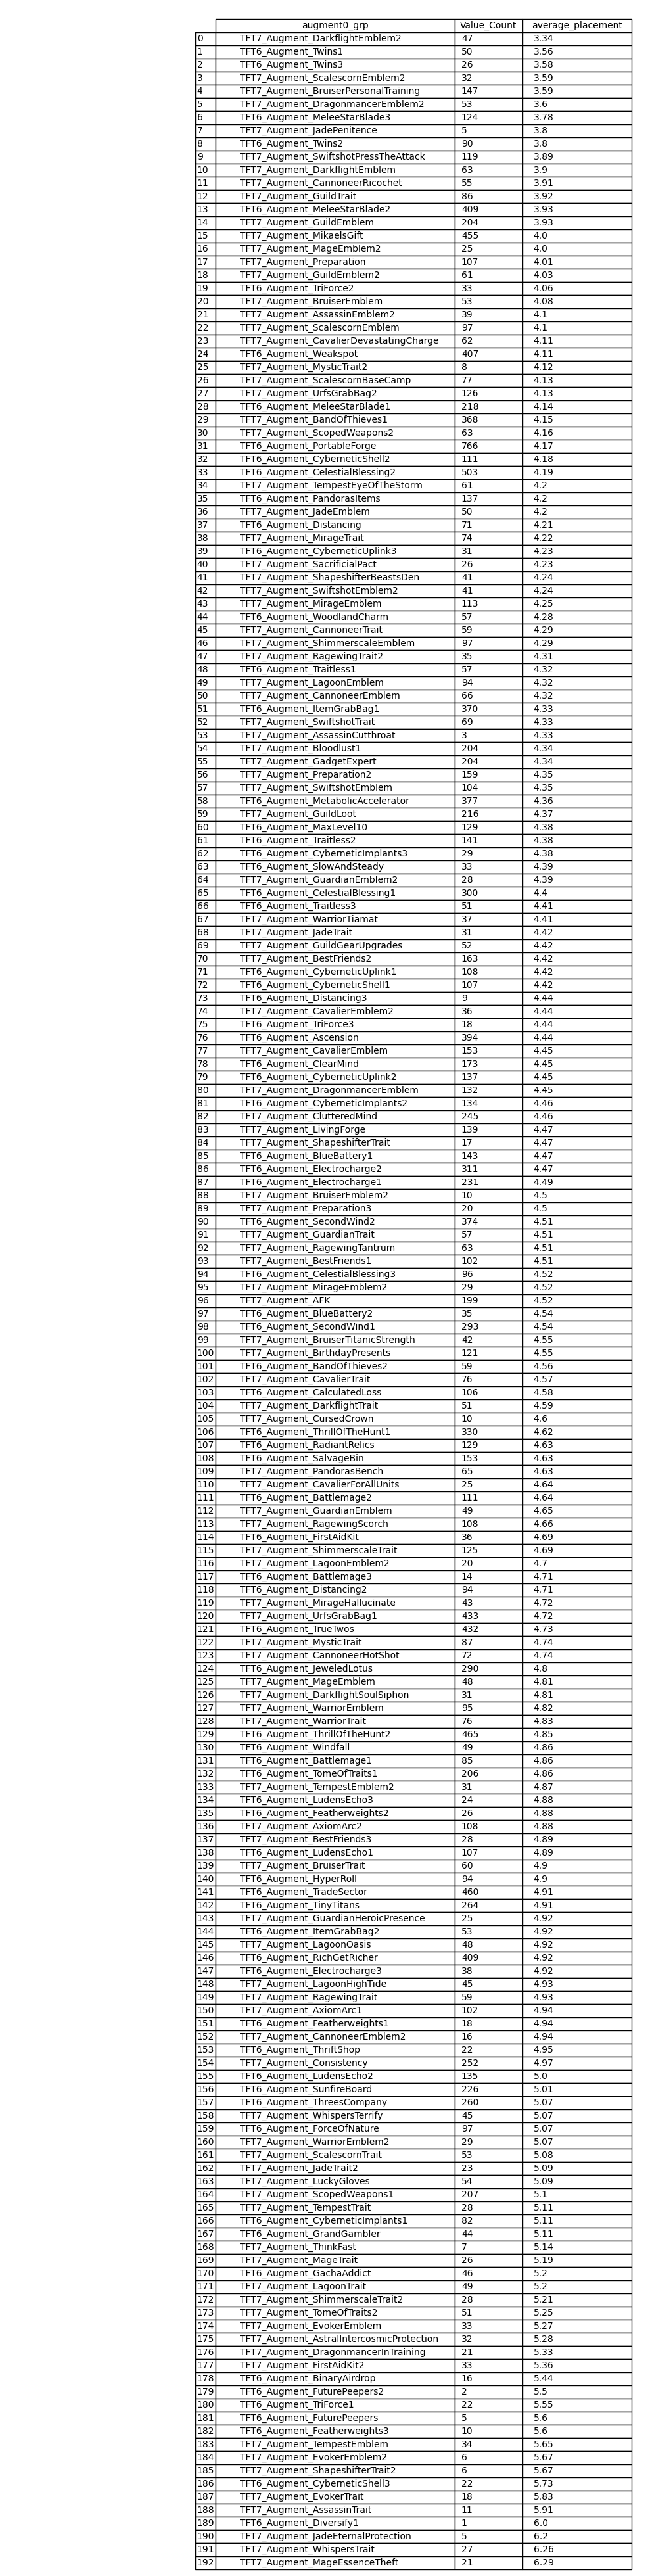 augment0_grp Value_Count average_placement
0 TFT7_Augment_DarkflightEmblem2 47 3.34
1 TFT6_Augment_Twins1 50 3.56
2 TFT6_Augment_Twins3 26 3.58
3 TFT7_Augment_ScalescornEmblem2 32 3.59
4 TFT7_Augment_BruiserPersonalTraining 147 3.59
5 TFT7_Augment_DragonmancerEmblem2 53 3.6
6 TFT6_Augment_MeleeStarBlade3 124 3.78
7 TFT7_Augment_JadePenitence 5 3.8
8 TFT6_Augment_Twins2 90 3.8
9 TFT7_Augment_SwiftshotPressTheAttack 119 3.89
10 TFT7_Augment_DarkflightEmblem 63 3.9
11 TFT7_Augment_CannoneerRicochet 55 3.91
12 TFT7_Augment_GuildTrait 86 3.92
13 TFT6_Augment_MeleeStarBlade2 409 3.93
14 TFT7_Augment_GuildEmblem 204 3.93
15 TFT7_Augment_MikaelsGift 455 4.0
16 TFT7_Augment_MageEmblem2 25 4.0
17 TFT7_Augment_Preparation 107 4.01
18 TFT7_Augment_GuildEmblem2 61 4.03
19 TFT6_Augment_TriForce2 33 4.06
20 TFT7_Augment_BruiserEmblem 53 4.08
21 TFT7_Augment_AssassinEmblem2 39 4.1
22 TFT7_Augment_ScalescornEmblem 97 4.1
23 TFT7_Augment_CavalierDevastatingCharge 62 4.11
24 TFT6_Augment_Weakspot 407 4.11
25 TFT7_Augment_MysticTrait2 8 4.12
26 TFT7_Augment_ScalescornBaseCamp 77 4.13
27 TFT7_Augment_UrfsGrabBag2 126 4.13
28 TFT6_Augment_MeleeStarBlade1 218 4.14
29 TFT7_Augment_BandOfThieves1 368 4.15
30 TFT7_Augment_ScopedWeapons2 63 4.16
31 TFT6_Augment_PortableForge 766 4.17
32 TFT6_Augment_CyberneticShell2 111 4.18
33 TFT6_Augment_CelestialBlessing2 503 4.19
34 TFT7_Augment_TempestEyeOfTheStorm 61 4.2
35 TFT6_Augment_PandorasItems 137 4.2
36 TFT7_Augment_JadeEmblem 50 4.2
37 TFT6_Augment_Distancing 71 4.21
38 TFT7_Augment_MirageTrait 74 4.22
39 TFT6_Augment_CyberneticUplink3 31 4.23
40 TFT7_Augment_SacrificialPact 26 4.23
41 TFT7_Augment_ShapeshifterBeastsDen 41 4.24
42 TFT7_Augment_SwiftshotEmblem2 41 4.24
43 TFT7_Augment_MirageEmblem 113 4.25
44 TFT6_Augment_WoodlandCharm 57 4.28
45 TFT7_Augment_CannoneerTrait 59 4.29
46 TFT7_Augment_ShimmerscaleEmblem 97 4.29
47 TFT7_Augment_RagewingTrait2 35 4.31
48 TFT6_Augment_Traitless1 57 4.32
49 TFT7_Augment_LagoonEmblem 94 4.32
50 TFT7_Augment_CannoneerEmblem 66 4.32
51 TFT6_Augment_ItemGrabBag1 370 4.33
52 TFT7_Augment_SwiftshotTrait 69 4.33
53 TFT7_Augment_AssassinCutthroat 3 4.33
54 TFT7_Augment_Bloodlust1 204 4.34
55 TFT7_Augment_GadgetExpert 204 4.34
56 TFT7_Augment_Preparation2 159 4.35
57 TFT7_Augment_SwiftshotEmblem 104 4.35
58 TFT6_Augment_MetabolicAccelerator 377 4.36
59 TFT7_Augment_GuildLoot 216 4.37
60 TFT7_Augment_MaxLevel10 129 4.38
61 TFT6_Augment_Traitless2 141 4.38
62 TFT6_Augment_CyberneticImplants3 29 4.38
63 TFT6_Augment_SlowAndSteady 33 4.39
64 TFT7_Augment_GuardianEmblem2 28 4.39
65 TFT6_Augment_CelestialBlessing1 300 4.4
66 TFT6_Augment_Traitless3 51 4.41
67 TFT7_Augment_WarriorTiamat 37 4.41
68 TFT7_Augment_JadeTrait 31 4.42
69 TFT7_Augment_GuildGearUpgrades 52 4.42
70 TFT7_Augment_BestFriends2 163 4.42
71 TFT6_Augment_CyberneticUplink1 108 4.42
72 TFT6_Augment_CyberneticShell1 107 4.42
73 TFT6_Augment_Distancing3 9 4.44
74 TFT7_Augment_CavalierEmblem2 36 4.44
75 TFT6_Augment_TriForce3 18 4.44
76 TFT6_Augment_Ascension 394 4.44
77 TFT7_Augment_CavalierEmblem 153 4.45
78 TFT6_Augment_ClearMind 173 4.45
79 TFT6_Augment_CyberneticUplink2 137 4.45
80 TFT7_Augment_DragonmancerEmblem 132 4.45
81 TFT6_Augment_CyberneticImplants2 134 4.46
82 TFT7_Augment_ClutteredMind 245 4.46
83 TFT7_Augment_LivingForge 139 4.47
84 TFT7_Augment_ShapeshifterTrait 17 4.47
85 TFT6_Augment_BlueBattery1 143 4.47
86 TFT6_Augment_Electrocharge2 311 4.47
87 TFT6_Augment_Electrocharge1 231 4.49
88 TFT7_Augment_BruiserEmblem2 10 4.5
89 TFT7_Augment_Preparation3 20 4.5
90 TFT6_Augment_SecondWind2 374 4.51
91 TFT7_Augment_GuardianTrait 57 4.51
92 TFT7_Augment_RagewingTantrum 63 4.51
93 TFT7_Augment_BestFriends1 102 4.51
94 TFT6_Augment_CelestialBlessing3 96 4.52
95 TFT7_Augment_MirageEmblem2 29 4.52
96 TFT7_Augment_AFK 199 4.52
97 TFT6_Augment_BlueBattery2 35 4.54
98 TFT6_Augment_SecondWind1 293 4.54
99 TFT7_Augment_BruiserTitanicStrength 42 4.55
100 TFT7_Augment_BirthdayPresents 121 4.55
101 TFT6_Augment_BandOfThieves2 59 4.56
102 TFT7_Augment_CavalierTrait 76 4.57
103 TFT6_Augment_CalculatedLoss 106 4.58
104 TFT7_Augment_DarkflightTrait 51 4.59
105 TFT7_Augment_CursedCrown 10 4.6
106 TFT6_Augment_ThrillOfTheHunt1 330 4.62
107 TFT6_Augment_RadiantRelics 129 4.63
108 TFT6_Augment_SalvageBin 153 4.63
109 TFT7_Augment_PandorasBench 65 4.63
110 TFT7_Augment_CavalierForAllUnits 25 4.64
111 TFT6_Augment_Battlemage2 111 4.64
112 TFT7_Augment_GuardianEmblem 49 4.65
113 TFT7_Augment_RagewingScorch 108 4.66
114 TFT6_Augment_FirstAidKit 36 4.69
115 TFT7_Augment_ShimmerscaleTrait 125 4.69
116 TFT7_Augment_LagoonEmblem2 20 4.7
117 TFT6_Augment_Battlemage3 14 4.71
118 TFT6_Augment_Distancing2 94 4.71
119 TFT7_Augment_MirageHallucinate 43 4.72
120 TFT7_Augment_UrfsGrabBag1 433 4.72
121 TFT6_Augment_TrueTwos 432 4.73
122 TFT7_Augment_MysticTrait 87 4.74
123 TFT7_Augment_CannoneerHotShot 72 4.74
124 TFT6_Augment_JeweledLotus 290 4.8
125 TFT7_Augment_MageEmblem 48 4.81
126 TFT7_Augment_DarkflightSoulSiphon 31 4.81
127 TFT7_Augment_WarriorEmblem 95 4.82
128 TFT7_Augment_WarriorTrait 76 4.83
129 TFT6_Augment_ThrillOfTheHunt2 465 4.85
130 TFT6_Augment_Windfall 49 4.86
131 TFT6_Augment_Battlemage1 85 4.86
132 TFT6_Augment_TomeOfTraits1 206 4.86
133 TFT7_Augment_TempestEmblem2 31 4.87
134 TFT6_Augment_LudensEcho3 24 4.88
135 TFT6_Augment_Featherweights2 26 4.88
136 TFT7_Augment_AxiomArc2 108 4.88
137 TFT7_Augment_BestFriends3 28 4.89
138 TFT6_Augment_LudensEcho1 107 4.89
139 TFT7_Augment_BruiserTrait 60 4.9
140 TFT6_Augment_HyperRoll 94 4.9
141 TFT6_Augment_TradeSector 460 4.91
142 TFT6_Augment_TinyTitans 264 4.91
143 TFT7_Augment_GuardianHeroicPresence 25 4.92
144 TFT6_Augment_ItemGrabBag2 53 4.92
145 TFT7_Augment_LagoonOasis 48 4.92
146 TFT6_Augment_RichGetRicher 409 4.92
147 TFT6_Augment_Electrocharge3 38 4.92
148 TFT7_Augment_LagoonHighTide 45 4.93
149 TFT7_Augment_RagewingTrait 59 4.93
150 TFT7_Augment_AxiomArc1 102 4.94
151 TFT6_Augment_Featherweights1 18 4.94
152 TFT7_Augment_CannoneerEmblem2 16 4.94
153 TFT6_Augment_ThriftShop 22 4.95
154 TFT7_Augment_Consistency 252 4.97
155 TFT6_Augment_LudensEcho2 135 5.0
156 TFT6_Augment_SunfireBoard 226 5.01
157 TFT6_Augment_ThreesCompany 260 5.07
158 TFT7_Augment_WhispersTerrify 45 5.07
159 TFT6_Augment_ForceOfNature 97 5.07
160 TFT7_Augment_WarriorEmblem2 29 5.07
161 TFT7_Augment_ScalescornTrait 53 5.08
162 TFT7_Augment_JadeTrait2 23 5.09
163 TFT7_Augment_LuckyGloves 54 5.09
164 TFT7_Augment_ScopedWeapons1 207 5.1
165 TFT7_Augment_TempestTrait 28 5.11
166 TFT6_Augment_CyberneticImplants1 82 5.11
167 TFT6_Augment_GrandGambler 44 5.11
168 TFT7_Augment_ThinkFast 7 5.14
169 TFT7_Augment_MageTrait 26 5.19
170 TFT7_Augment_GachaAddict 46 5.2
171 TFT7_Augment_LagoonTrait 49 5.2
172 TFT7_Augment_ShimmerscaleTrait2 28 5.21
173 TFT7_Augment_TomeOfTraits2 51 5.25
174 TFT7_Augment_EvokerEmblem 33 5.27
175 TFT7_Augment_AstralIntercosmicProtection 32 5.28
176 TFT7_Augment_DragonmancerInTraining 21 5.33
177 TFT7_Augment_FirstAidKit2 33 5.36
178 TFT6_Augment_BinaryAirdrop 16 5.44
179 TFT7_Augment_FuturePeepers2 2 5.5
180 TFT6_Augment_TriForce1 22 5.55
181 TFT7_Augment_FuturePeepers 5 5.6
182 TFT6_Augment_Featherweights3 10 5.6
183 TFT7_Augment_TempestEmblem 34 5.65
184 TFT7_Augment_EvokerEmblem2 6 5.67
185 TFT7_Augment_ShapeshifterTrait2 6 5.67
186 TFT6_Augment_CyberneticShell3 22 5.73
187 TFT7_Augment_EvokerTrait 18 5.83
188 TFT7_Augment_AssassinTrait 11 5.91
189 TFT6_Augment_Diversify1 1 6.0
190 TFT7_Augment_JadeEternalProtection 5 6.2
191 TFT7_Augment_WhispersTrait 27 6.26
192 TFT7_Augment_MageEssenceTheft 21 6.29